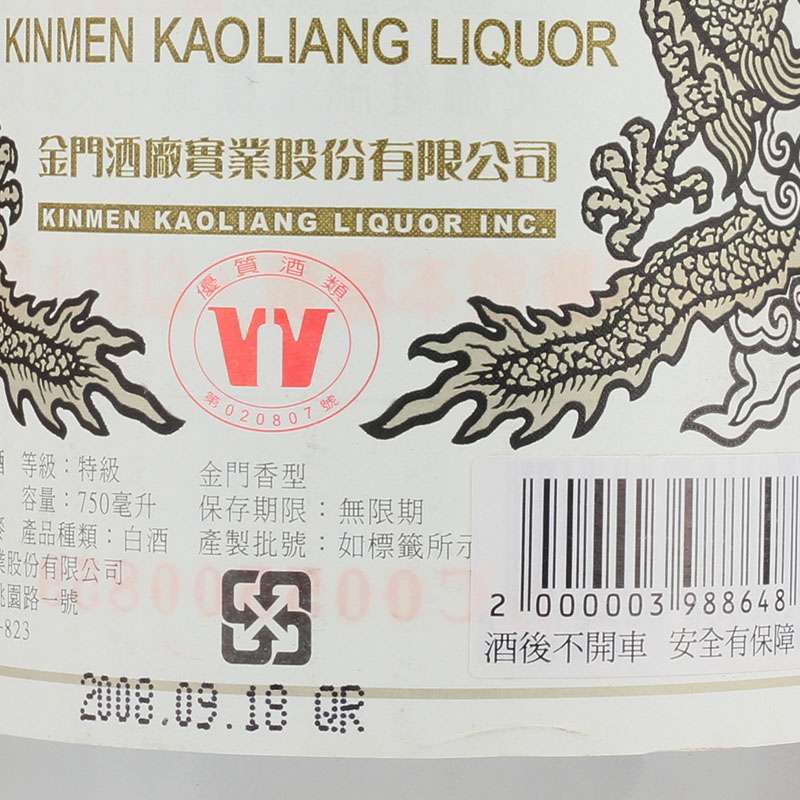 KINMEN KAOLIANG LIQUOR
金門酒廠實業股份有限公司
KINMEN KAOLIANG LIQUOR INC.
優質酒類
W
第020807號
酒 等級：特級
容量：750毫升
產品種類：白酒
業股份有限公司
桃園路一號
-823
金門香型
保存期限：無限期
產製批號：如標籤所示
2 000003 988648
酒後不開車 安全有保障
2008.09.18 QR